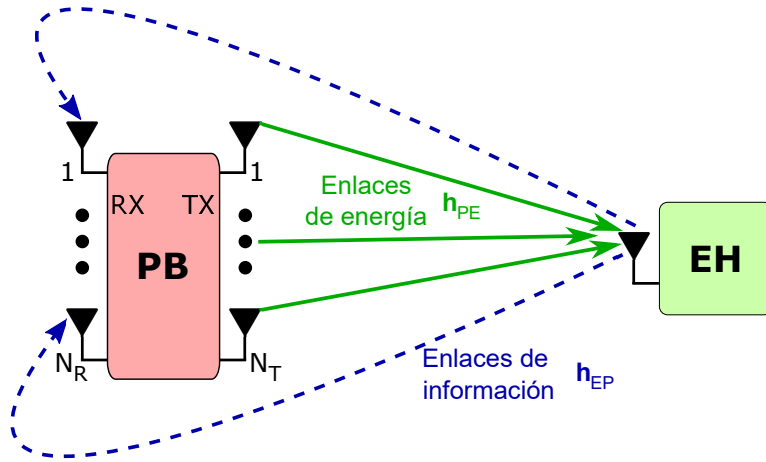 1
1
RX
TX
PB
N_R
N_T
Enlaces
de energía
h_PE
EH
Enlaces de
información
h_EP